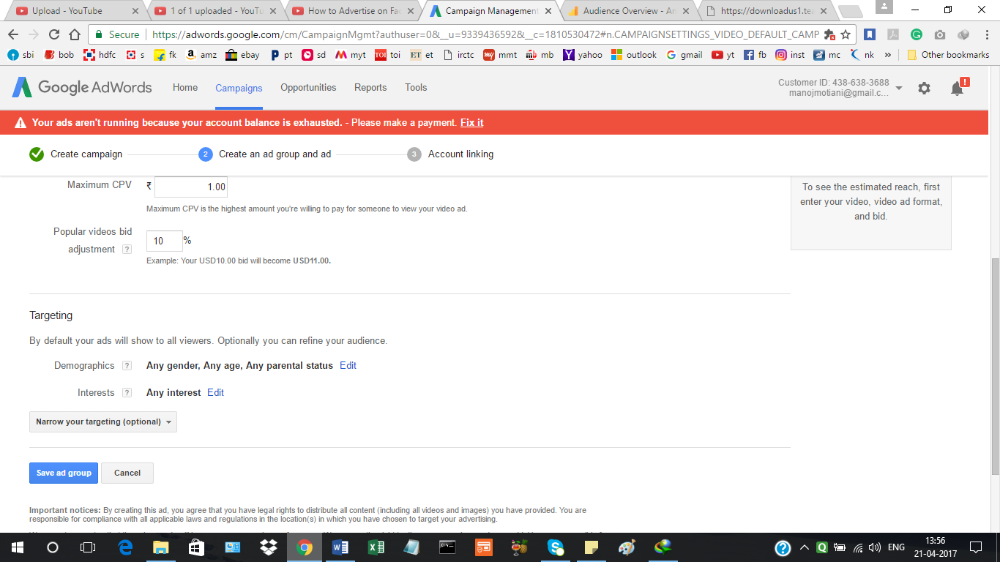 Upload - YouTube
1 of 1 uploaded - YouTu
How to Advertise on Fac
Campaign Management
Audience Overview - An
https://downloadus1.tea
Secure
https://adwords.google.com/cm/CampaignMgmt?authuser=0&__u=9339436592&__c=1810530472#n.CAMPAIGNSETTINGS_VIDEO_DEFAULT_CAMP
sbi bob hdfc s fk amz ebay pt sd myt toi et irctc mmt mb yahoo outlook gmail yt fb inst mc nk » Other bookmarks
Google AdWords
Home Campaigns Opportunities Reports Tools
Customer ID: 438-638-3688
manojmotiani@gmail.c...
Your ads aren't running because your account balance is exhausted. - Please make a payment. Fix it
Create campaign 2 Create an ad group and ad 3 Account linking
Maximum CPV ₹ 1.00
Maximum CPV is the highest amount you're willing to pay for someone to view your video ad.
To see the estimated reach, first
enter your video, video ad format,
and bid.
Popular videos bid
adjustment ? 10 %
Example: Your USD10.00 bid will become USD11.00.
Targeting
By default your ads will show to all viewers. Optionally you can refine your audience.
Demographics ? Any gender, Any age, Any parental status Edit
Interests ? Any interest Edit
Narrow your targeting (optional)
Save ad group Cancel
Important notices: By creating this ad, you agree that you have legal rights to distribute all content (including all videos and images) you have provided. You are
responsible for compliance with all applicable laws and regulations in the location(s) in which you have chosen to target your advertising.
ENG
13:56
21-04-2017